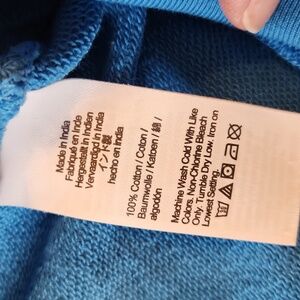 Made in India
Fabriqué en Inde
Hergestellt in Indien
Vervaardigd in India
インド製
hecho en India
100% Cotton / Coton /
Baumwolle / Katoen / 綿 /
algodón
Machine Wash Cold With Like
Colors. Non-Chlorine Bleach
Only. Tumble Dry Low. Iron on
Lowest Setting.